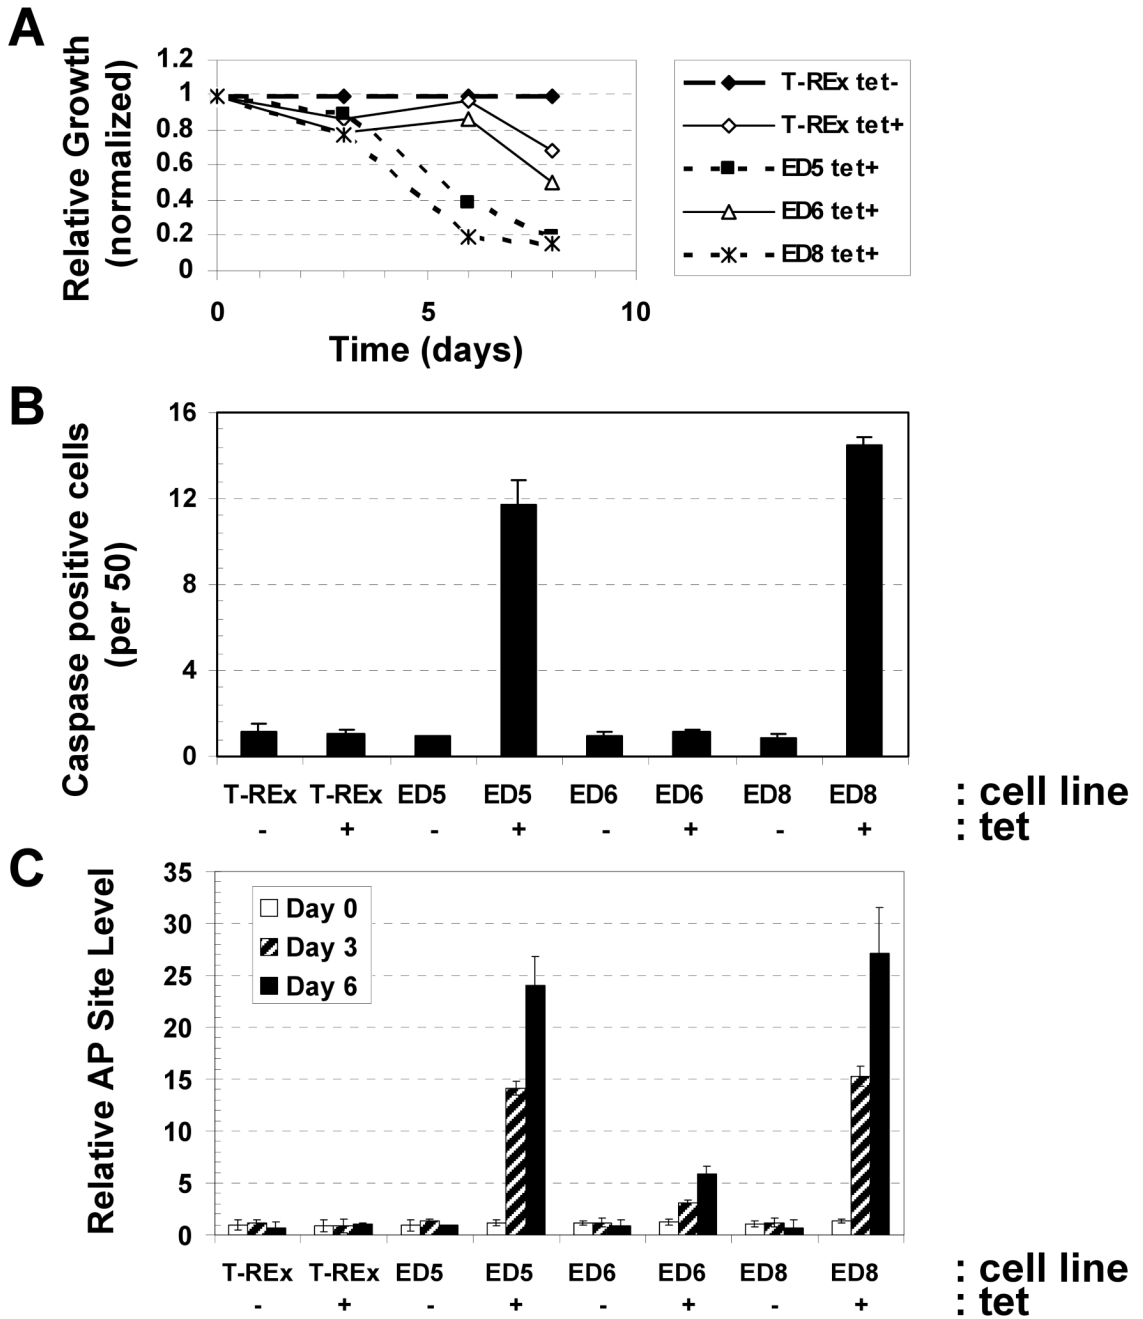 A
Relative Growth
(normalized)
1.2
1
0.8
0.6
0.4
0.2
0
0 5 10
Time (days)
T-REx tet-
T-REx tet+
ED5 tet+
ED6 tet+
ED8 tet+
B
Caspase positive cells
(per 50)
16
12
8
4
0
T-REx T-REx ED5 ED5 ED6 ED6 ED8 ED8 : cell line
- + - + - + - + : tet
C
Relative AP Site Level
35
30
25
20
15
10
5
0
Day 0
Day 3
Day 6
T-REx T-REx ED5 ED5 ED6 ED6 ED8 ED8 : cell line
- + - + - + - + : tet